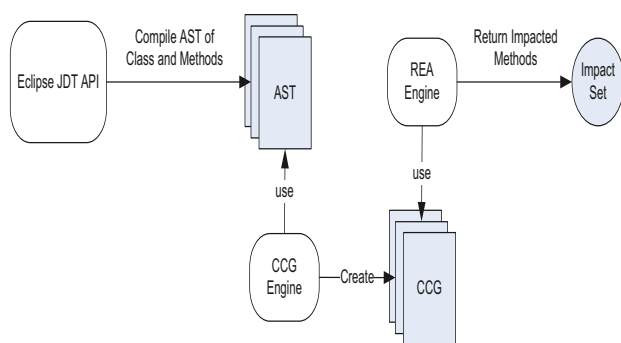 Eclipse JDT API
Compile AST of
Class and Methods
AST
REA
Engine
Return Impacted
Methods
Impact
Set
use
use
CCG
Engine
Create
CCG